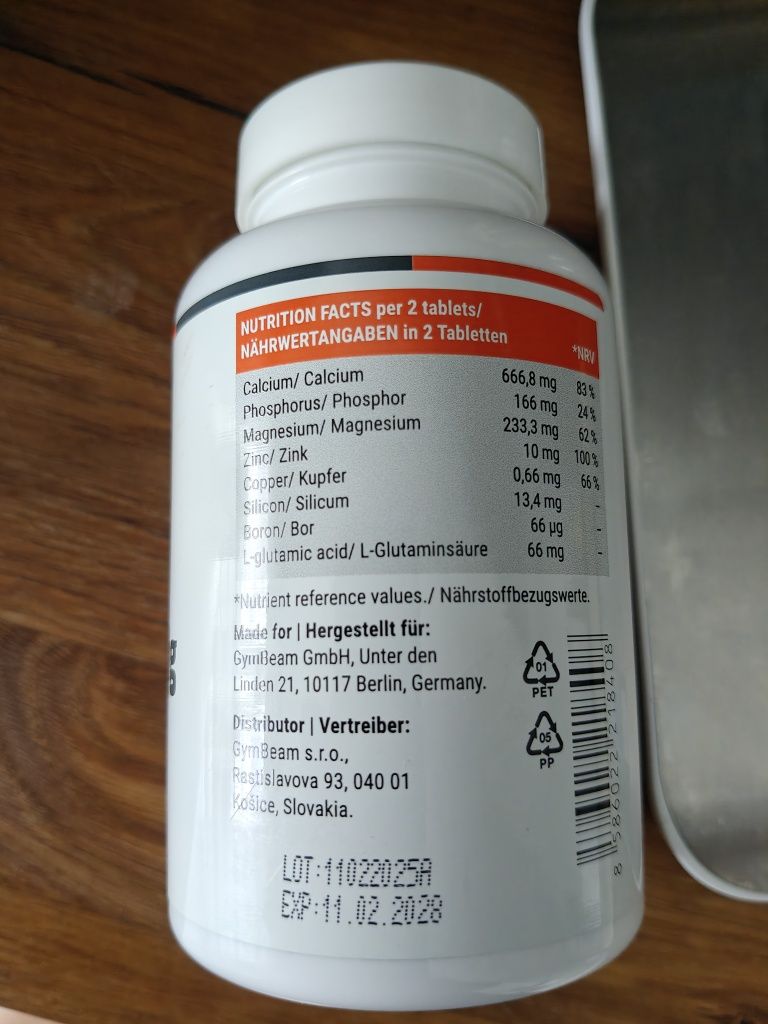 NUTRITION FACTS per 2 tablets/
NÄHRWERTANGABEN in 2 Tabletten *NRV
Calcium/ Calcium 666,8 mg 83 %
Phosphorus/ Phosphor 166 mg 24 %
Magnesium/ Magnesium 233,3 mg 62 %
Zinc/ Zink 10 mg 100 %
Copper/ Kupfer 0,66 mg 66 %
Silicon/ Silicum 13,4 mg -
Boron/ Bor 66 µg -
L-glutamic acid/ L-Glutaminsäure 66 mg -
*Nutrient reference values./ Nährstoffbezugswerte.
Made for | Hergestellt für:
GymBeam GmbH, Unter den
Linden 21, 10117 Berlin, Germany.
Distributor | Vertreiber:
GymBeam s.r.o.,
Rastislavova 93, 040 01
Košice, Slovakia.
01
PET
05
PP
8 586022 218408
LOT:11022025A
EXP:11.02.2028